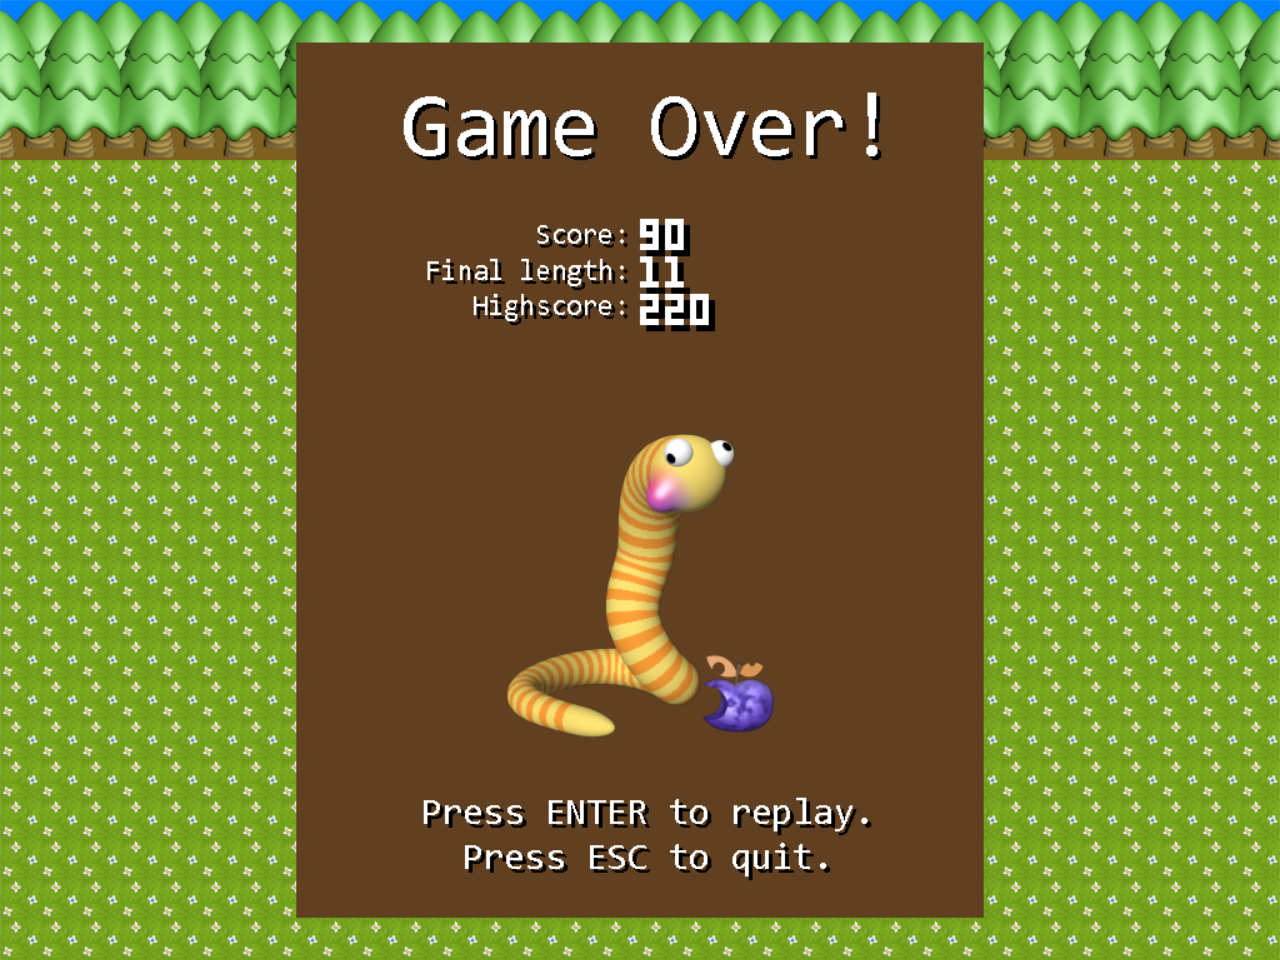 Game Over!
Score: 90
Final length: 11
Highscore: 220
Press ENTER to replay.
Press ESC to quit.